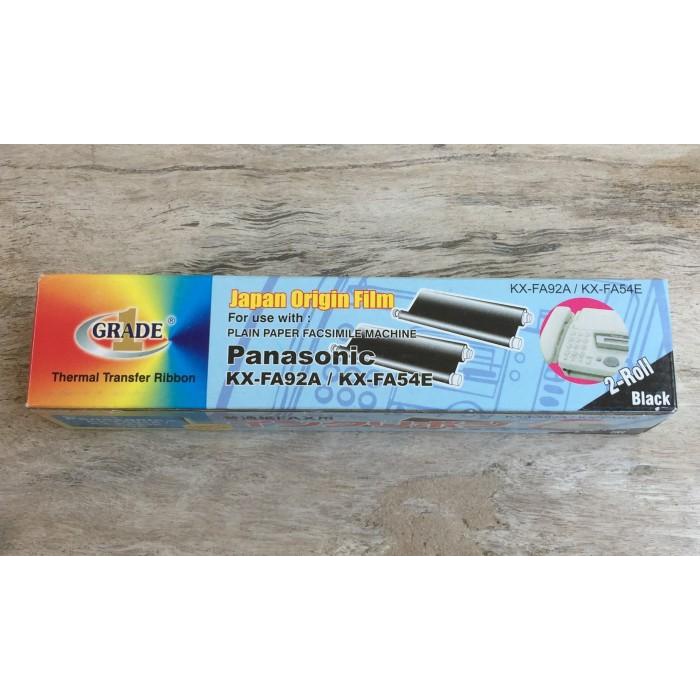 GRADE 1 ®
Thermal Transfer Ribbon
Japan Origin Film
For use with :
PLAIN PAPER FACSIMILE MACHINE
Panasonic
KX-FA92A / KX-FA54E
KX-FA92A / KX-FA54E
2-Roll
Black